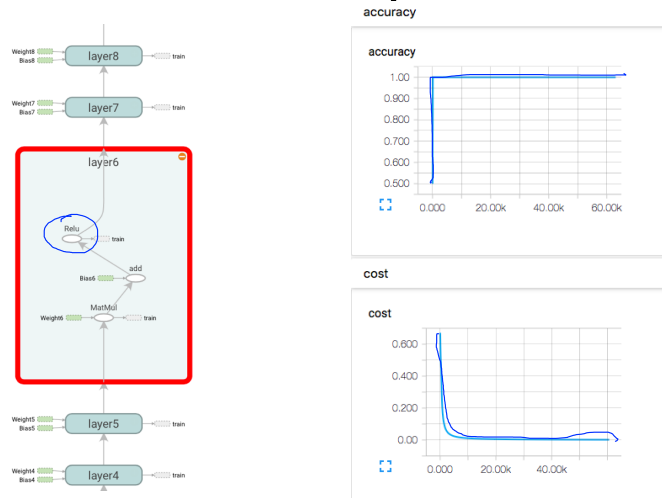 Weight8
Bias8
layer8
train
Weight7
Bias7
layer7
train
layer6
Relu
train
add
Bias6
MatMul
Weight6
train
Weight5
Bias5
layer5
train
Weight4
Bias4
layer4
train
accuracy
accuracy
1.00
0.900
0.800
0.700
0.600
0.500
0.000 20.00k 40.00k 60.00k
cost
cost
0.600
0.400
0.200
0.00
0.000 20.00k 40.00k 60.00k